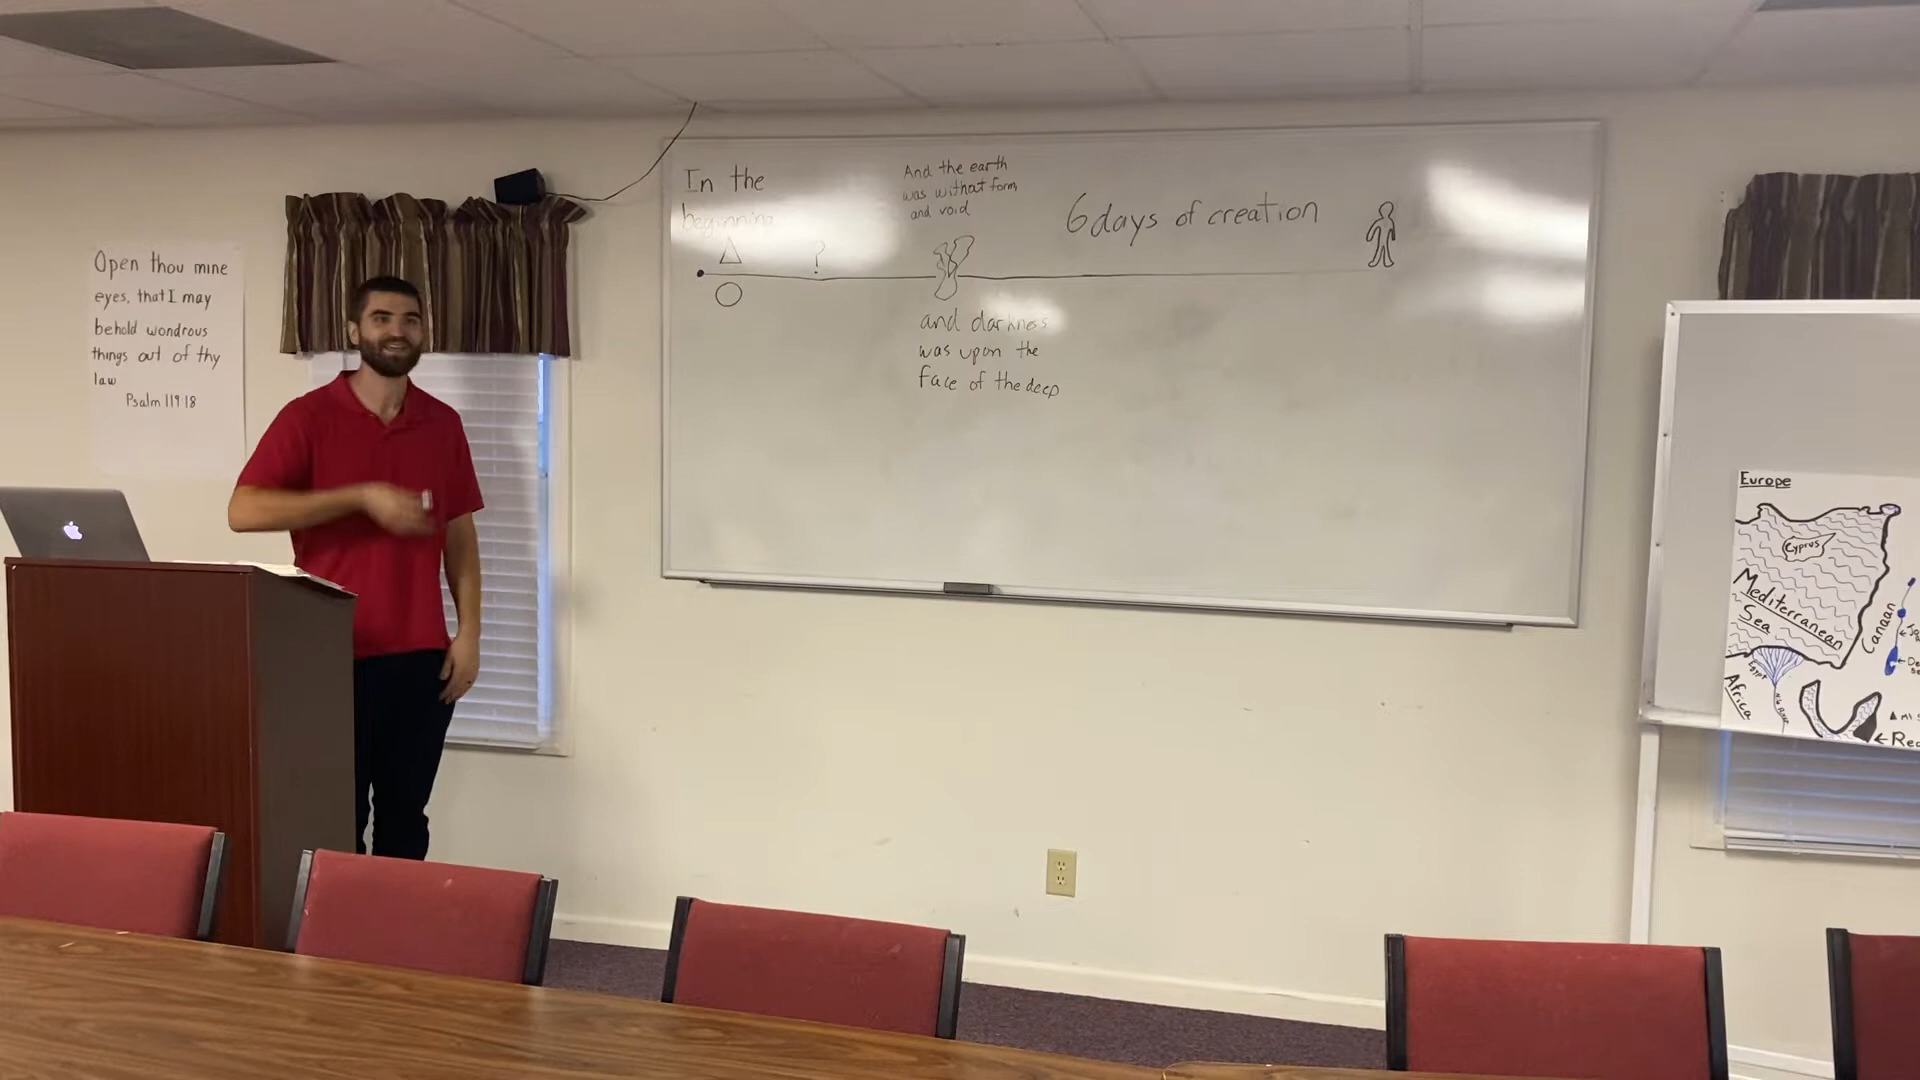 Open thou mine
eyes, that I may
behold wondrous
things out of thy
law
Psalm 119:18
In the
beginning
?
And the earth
was without form,
and void
6 days of creation
and darkness
was upon the
face of the deep
Europe
Cyprus
Mediterranean
Sea
Canaan
Egypt
Africa